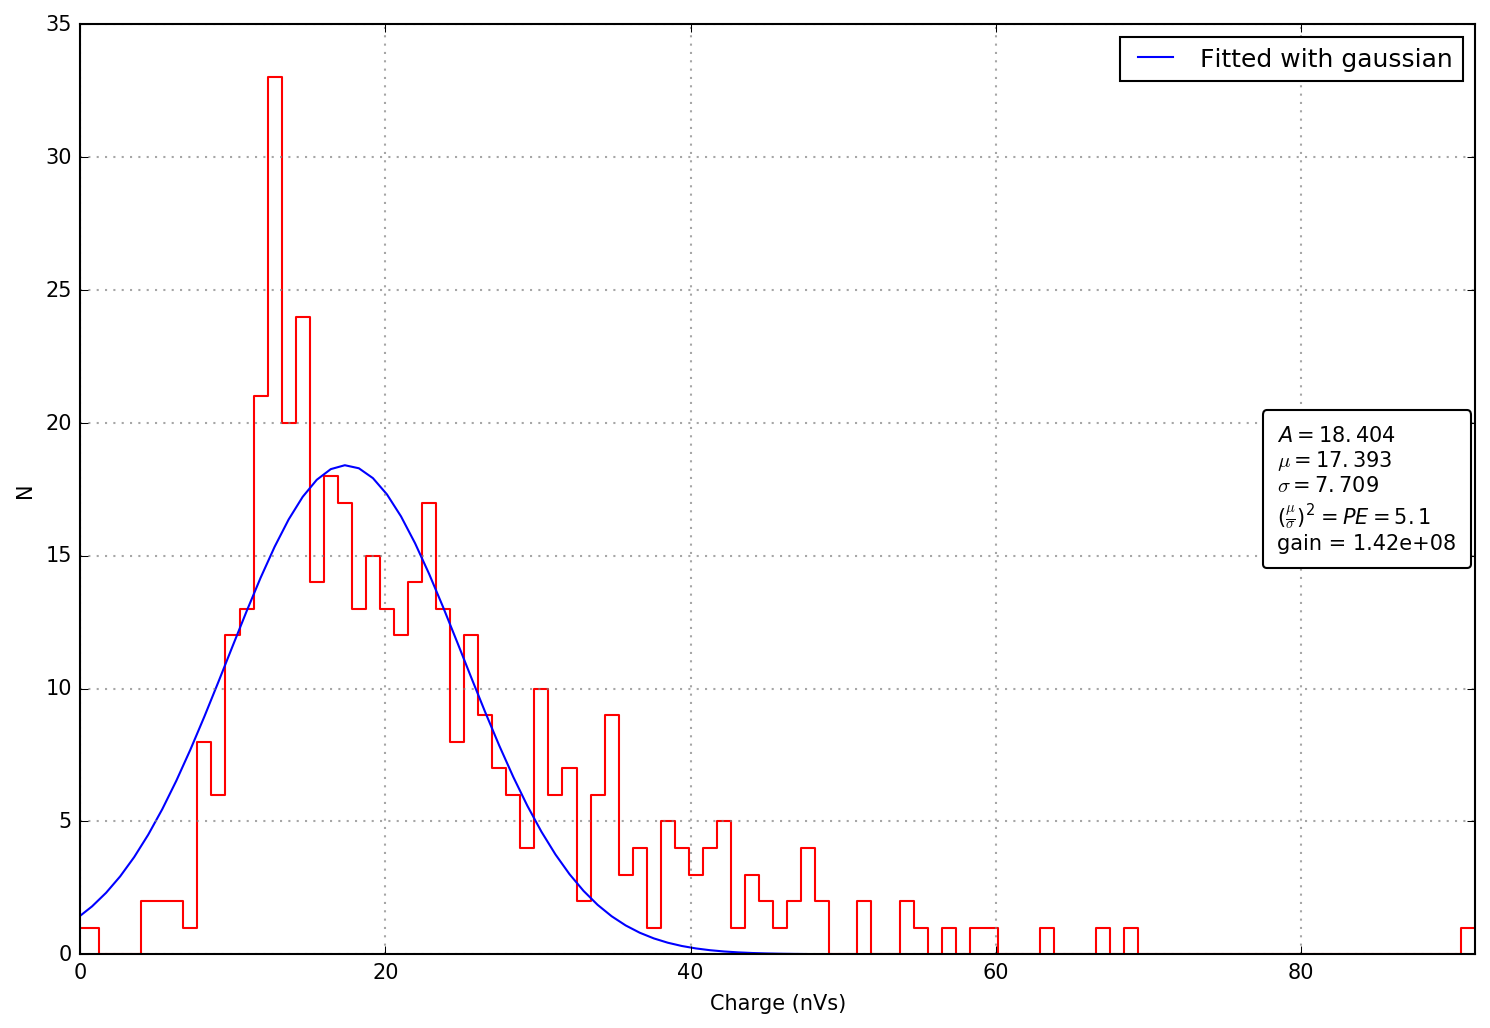 Fitted with gaussian
35
30
25
20
15
10
5
0
N
A = 18.404
μ = 17.393
σ = 7.709
(μ/σ)² = PE = 5.1
gain = 1.42e+08
0 20 40 60 80
Charge (nVs)